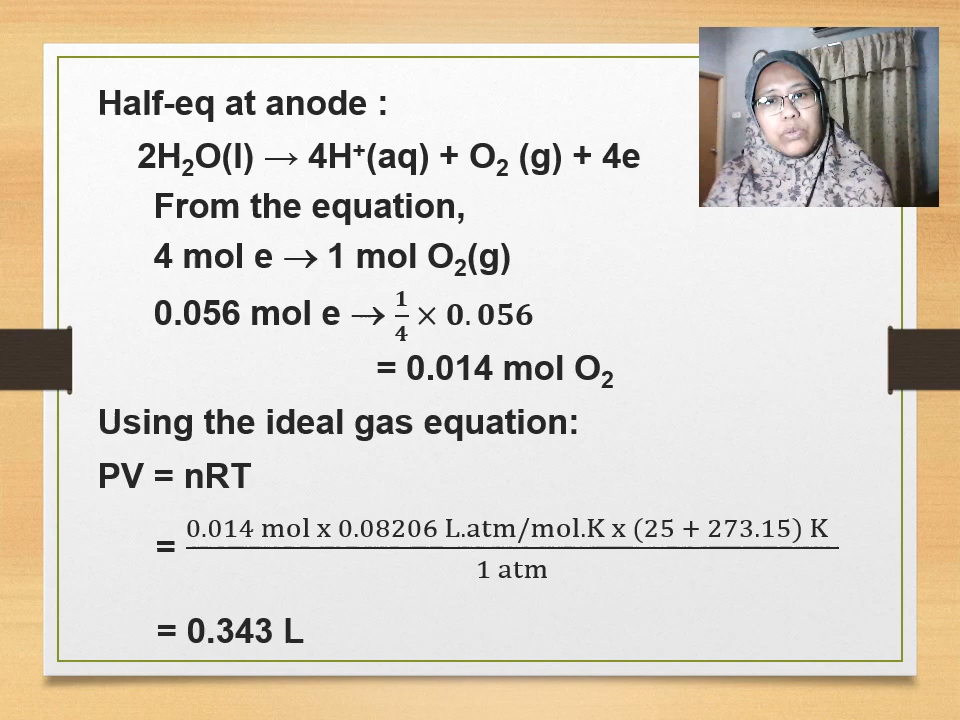 Half-eq at anode :
2H₂O(l) → 4H⁺(aq) + O₂ (g) + 4e
From the equation,
4 mol e → 1 mol O₂(g)
0.056 mol e → 1/4 × 0.056
= 0.014 mol O₂
Using the ideal gas equation:
PV = nRT
= 0.014 mol x 0.08206 L.atm/mol.K x (25 + 273.15) K / 1 atm
= 0.343 L